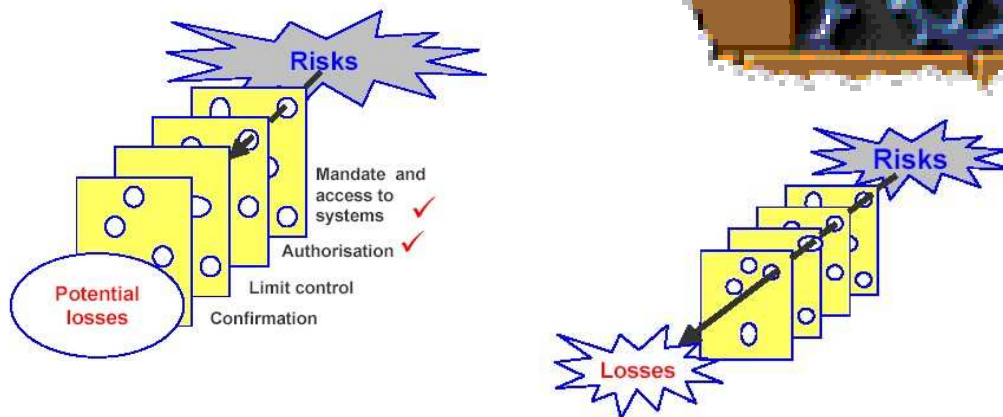 Risks
Mandate and
access to
systems
Authorisation
Limit control
Confirmation
Potential
losses
Risks
Losses